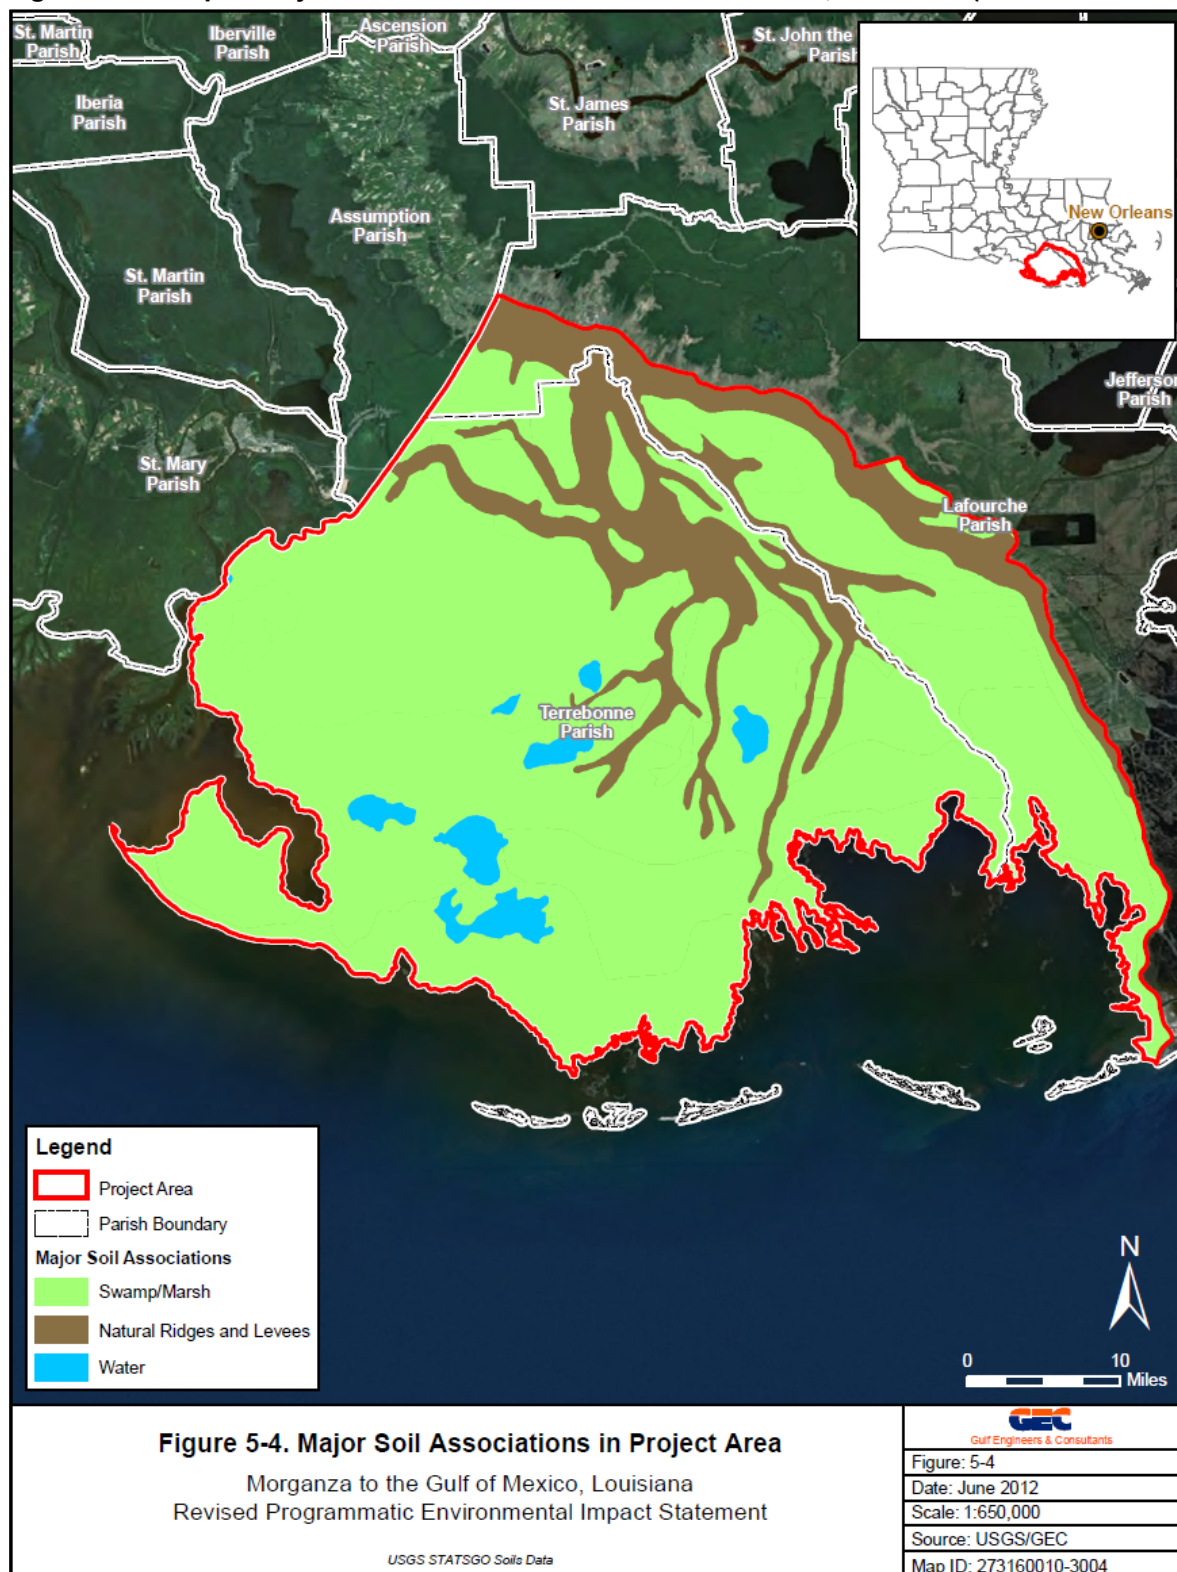 St. Martin
Parish
Iberville
Parish
Ascension
Parish
St. John the
Parish
Iberia
Parish
St. James
Parish
New Orleans
Assumption
Parish
St. Martin
Parish
Jefferson
Parish
St. Mary
Parish
Lafourche
Parish
Terrebonne
Parish
Legend
Project Area
Parish Boundary
Major Soil Associations
Swamp/Marsh
Natural Ridges and Levees
Water
N
0 10
Miles
Figure 5-4. Major Soil Associations in Project Area
Morganza to the Gulf of Mexico, Louisiana
Revised Programmatic Environmental Impact Statement
USGS STATSGO Soils Data
GEC
Gulf Engineers & Consultants
Figure: 5-4
Date: June 2012
Scale: 1:650,000
Source: USGS/GEC
Map ID: 273160010-3004